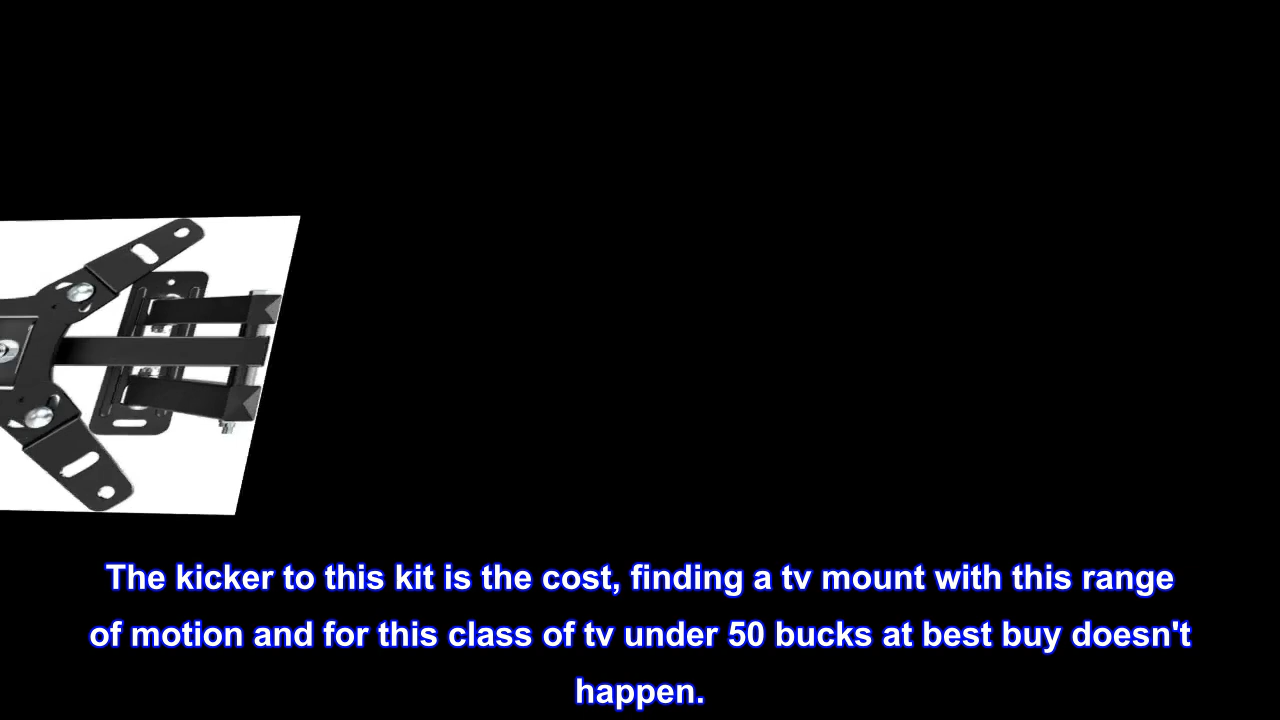 The kicker to this kit is the cost, finding a tv mount with this range
of motion and for this class of tv under 50 bucks at best buy doesn't
happen.